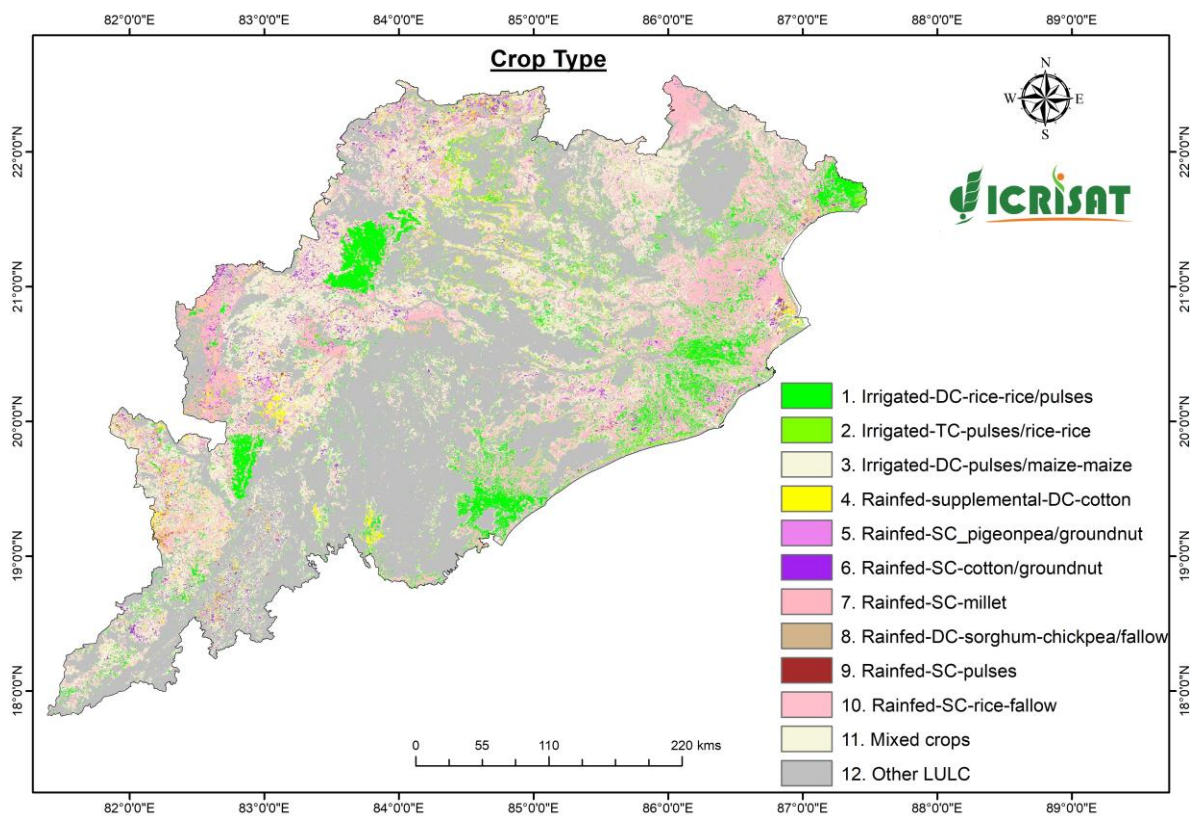 82°0'0"E 83°0'0"E 84°0'0"E 85°0'0"E 86°0'0"E 87°0'0"E 88°0'0"E 89°0'0"E
Crop Type
N
W E
S
22°0'0"N 22°0'0"N
ICRISAT
21°0'0"N 21°0'0"N
20°0'0"N 20°0'0"N
19°0'0"N 19°0'0"N
18°0'0"N 18°0'0"N
1. Irrigated-DC-rice-rice/pulses
2. Irrigated-TC-pulses/rice-rice
3. Irrigated-DC-pulses/maize-maize
4. Rainfed-supplemental-DC-cotton
5. Rainfed-SC_pigeonpea/groundnut
6. Rainfed-SC-cotton/groundnut
7. Rainfed-SC-millet
8. Rainfed-DC-sorghum-chickpea/fallow
9. Rainfed-SC-pulses
10. Rainfed-SC-rice-fallow
11. Mixed crops
12. Other LULC
0 55 110 220 kms
82°0'0"E 83°0'0"E 84°0'0"E 85°0'0"E 86°0'0"E 87°0'0"E 88°0'0"E 89°0'0"E